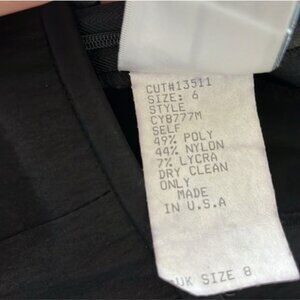 CUT#13511
SIZE: 6
STYLE
CY8777M
SELF
49% POLY
44% NYLON
7% LYCRA
DRY CLEAN
ONLY
MADE
IN U.S.A
UK SIZE 8